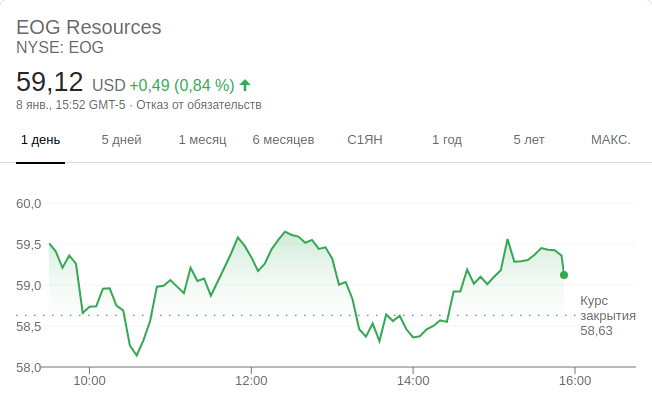 EOG Resources
NYSE: EOG
59,12 USD +0,49 (0,84 %)
8 янв., 15:52 GMT-5 · Отказ от обязательств
1 день 5 дней 1 месяц 6 месяцев С1ЯН 1 год 5 лет МАКС.
60,0
59,5
59,0
58,5
58,0
Курс
закрытия
58,63
10:00 12:00 14:00 16:00